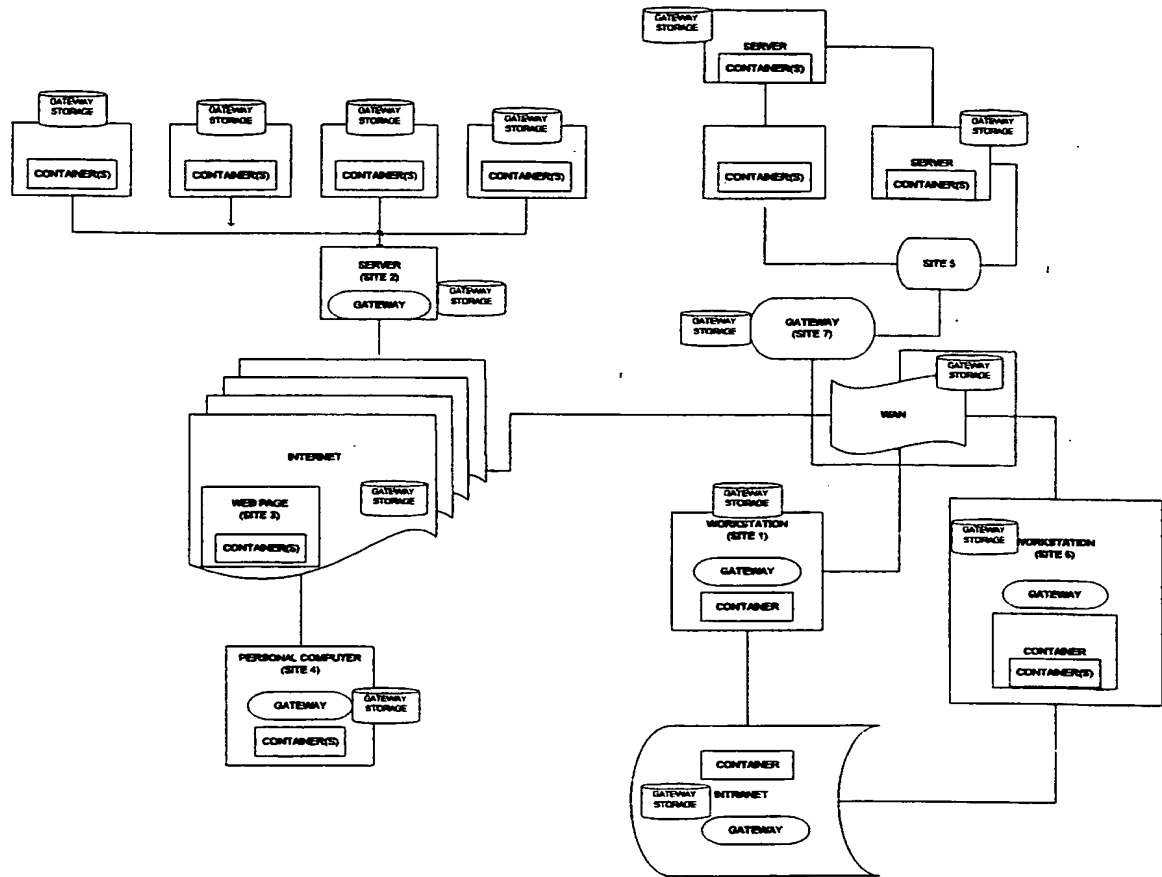 GATEWAY
STORAGE
SERVER
CONTAINER(S)
GATEWAY
STORAGE
CONTAINER(S)
GATEWAY
STORAGE
CONTAINER(S)
GATEWAY
STORAGE
CONTAINER(S)
GATEWAY
STORAGE
CONTAINER(S)
CONTAINER(S)
GATEWAY
STORAGE
SERVER
CONTAINER(S)
SERVER
(SITE 2)
GATEWAY
GATEWAY
STORAGE
SITE 5
GATEWAY
STORAGE
GATEWAY
(SITE 7)
GATEWAY
STORAGE
WAN
INTERNET
GATEWAY
STORAGE
WEB PAGE
(SITE 3)
CONTAINER(S)
GATEWAY
STORAGE
WORKSTATION
(SITE 1)
GATEWAY
CONTAINER
GATEWAY
STORAGE
WORKSTATION
(SITE 6)
GATEWAY
CONTAINER
CONTAINER(S)
PERSONAL COMPUTER
(SITE 4)
GATEWAY
GATEWAY
STORAGE
CONTAINER(S)
CONTAINER
GATEWAY
STORAGE
INTRANET
GATEWAY